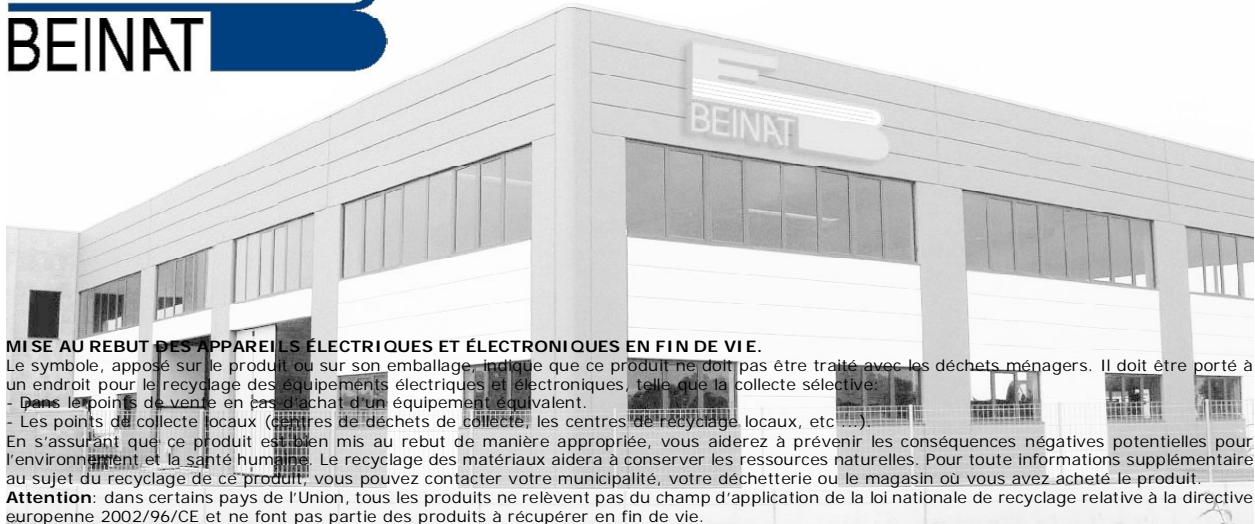 BEINAT
BEINAT
MISE AU REBUT DES APPAREILS ÉLECTRIQUES ET ÉLECTRONIQUES EN FIN DE VIE.
Le symbole, apposé sur le produit ou sur son emballage, indique que ce produit ne doit pas être traité avec les déchets ménagers. Il doit être porté à
un endroit pour le recyclage des équipements électriques et électroniques, telle que la collecte sélective:
- Dans le points de vente en cas d'achat d'un équipement équivalent.
- Les points de collecte locaux (centres de déchets de collecte, les centres de recyclage locaux, etc ...).
En s'assurant que ce produit est bien mis au rebut de manière appropriée, vous aiderez à prévenir les conséquences négatives potentielles pour
l'environnement et la santé humaine. Le recyclage des matériaux aidera à conserver les ressources naturelles. Pour toute informations supplémentaire
au sujet du recyclage de ce produit, vous pouvez contacter votre municipalité, votre déchetterie ou le magasin où vous avez acheté le produit.
Attention: dans certains pays de l'Union, tous les produits ne relèvent pas du champ d'application de la loi nationale de recyclage relative à la directive
europenne 2002/96/CE et ne font pas partie des produits à récupérer en fin de vie.